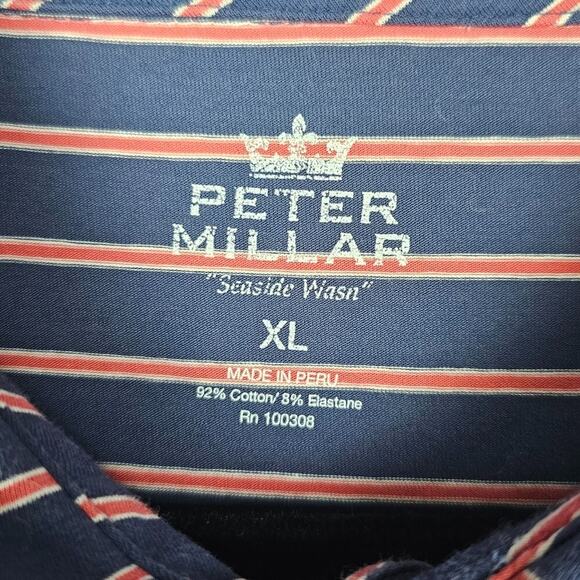 PETER
MILLAR
"Seaside Wash"
XL
MADE IN PERU
92% Cotton/ 8% Elastane
Rn 100308